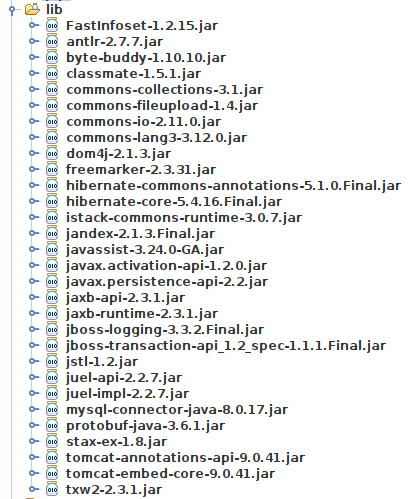 lib
FastInfoset-1.2.15.jar
antlr-2.7.7.jar
byte-buddy-1.10.10.jar
classmate-1.5.1.jar
commons-collections-3.1.jar
commons-fileupload-1.4.jar
commons-io-2.11.0.jar
commons-lang3-3.12.0.jar
dom4j-2.1.3.jar
freemarker-2.3.31.jar
hibernate-commons-annotations-5.1.0.Final.jar
hibernate-core-5.4.16.Final.jar
istack-commons-runtime-3.0.7.jar
jandex-2.1.3.Final.jar
javassist-3.24.0-GA.jar
javax.activation-api-1.2.0.jar
javax.persistence-api-2.2.jar
jaxb-api-2.3.1.jar
jaxb-runtime-2.3.1.jar
jboss-logging-3.3.2.Final.jar
jboss-transaction-api_1.2_spec-1.1.1.Final.jar
jstl-1.2.jar
juel-api-2.2.7.jar
juel-impl-2.2.7.jar
mysql-connector-java-8.0.17.jar
protobuf-java-3.6.1.jar
stax-ex-1.8.jar
tomcat-annotations-api-9.0.41.jar
tomcat-embed-core-9.0.41.jar
txw2-2.3.1.jar